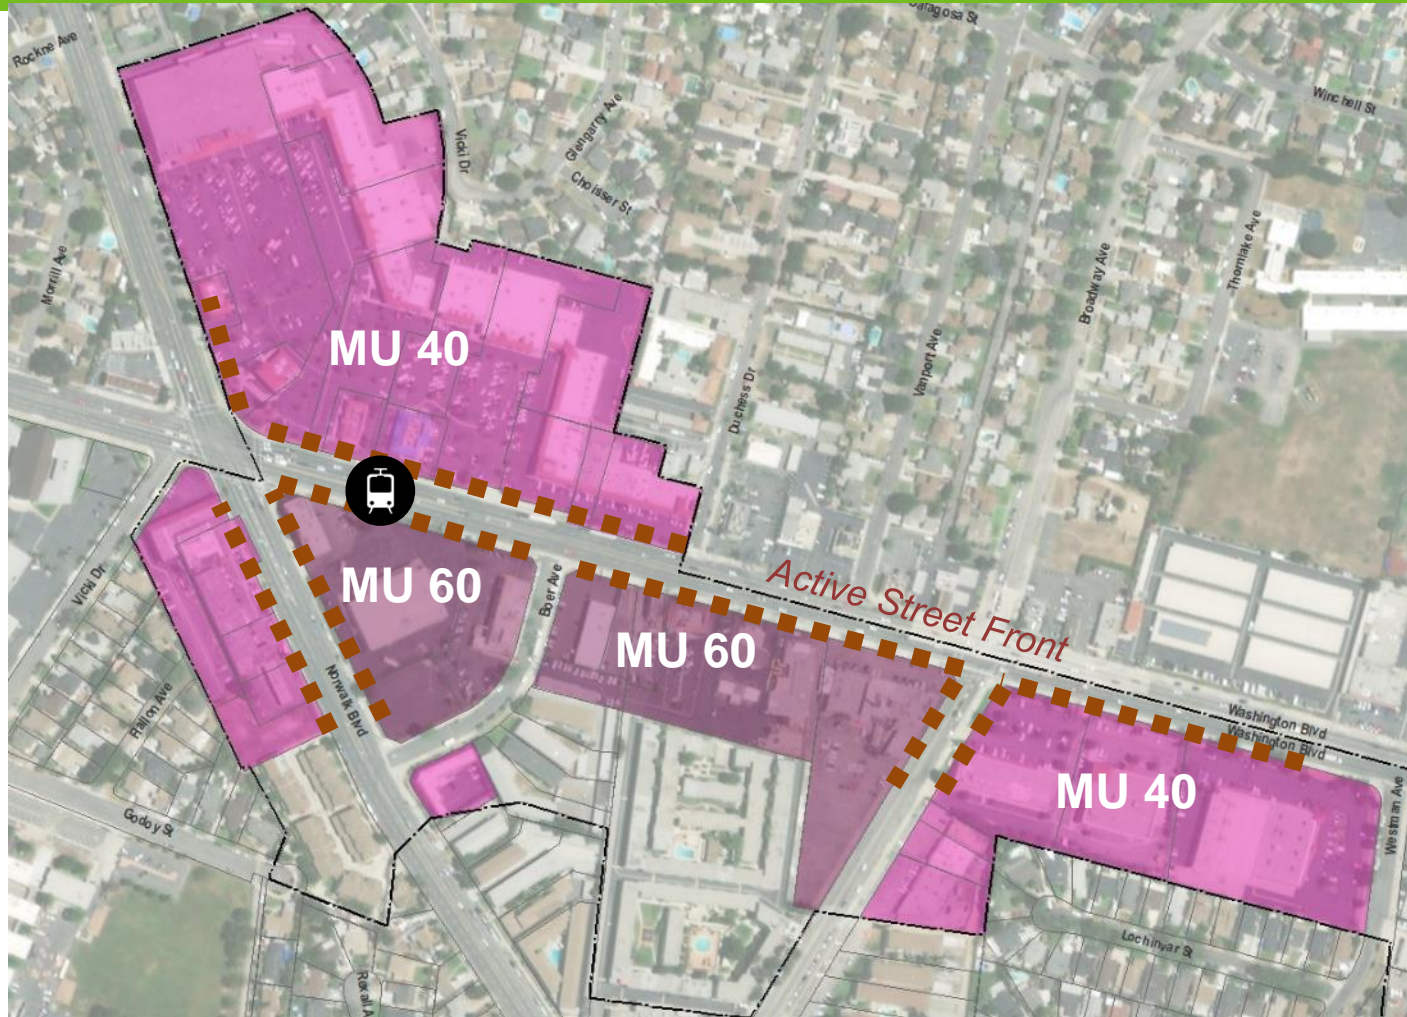 Saragosa St
Rockne Ave
Winchell St
Glengarry Ave
Vicki Dr
Choisser St
Morrill Ave
Thornlake Ave
Broadway Ave
MU 40
Vanport Ave
Duchess Dr
Vicki Dr
MU 60
Boer Ave
Active Street Front
MU 60
Norwalk Blvd
Rallon Ave
Washington Blvd
Washington Blvd
MU 40
Westman Ave
Godoy St
Lochinvar St
Rexall A